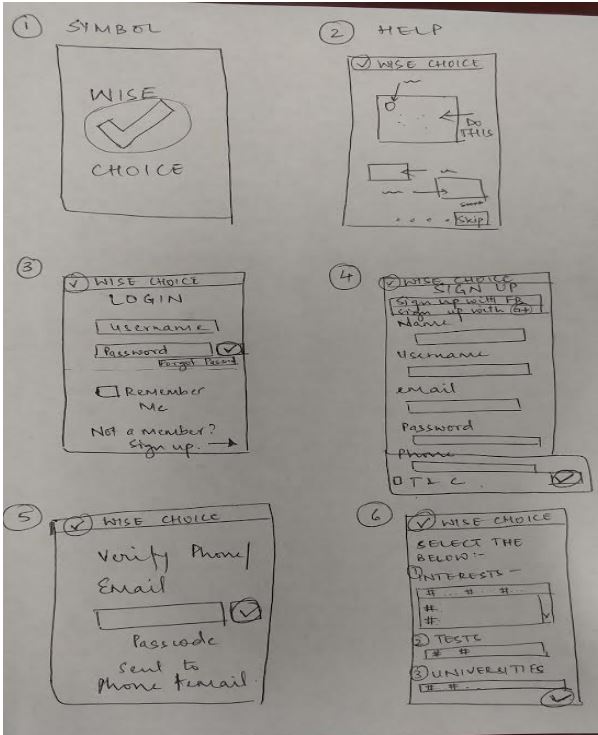 1 SYMBOL
WISE
CHOICE
2 HELP
WISE CHOICE
DO
THIS
Skip
3
WISE CHOICE
LOGIN
Username
Password
Forgot
Remember
Me
Not a member?
Sign up.
4
WISE CHOICE
SIGN UP
Sign up with FB
Sign up with G+
Name
Username
email
Password
Phone
T & C
5
WISE CHOICE
Verify Phone/
Email
Passcode
sent to
Phone & email.
6
WISE CHOICE
SELECT THE
BELOW :-
1 INTERESTS -
# ... # ... # ...
#
#
2 TESTS
# #
3 UNIVERSITIES
# # ...